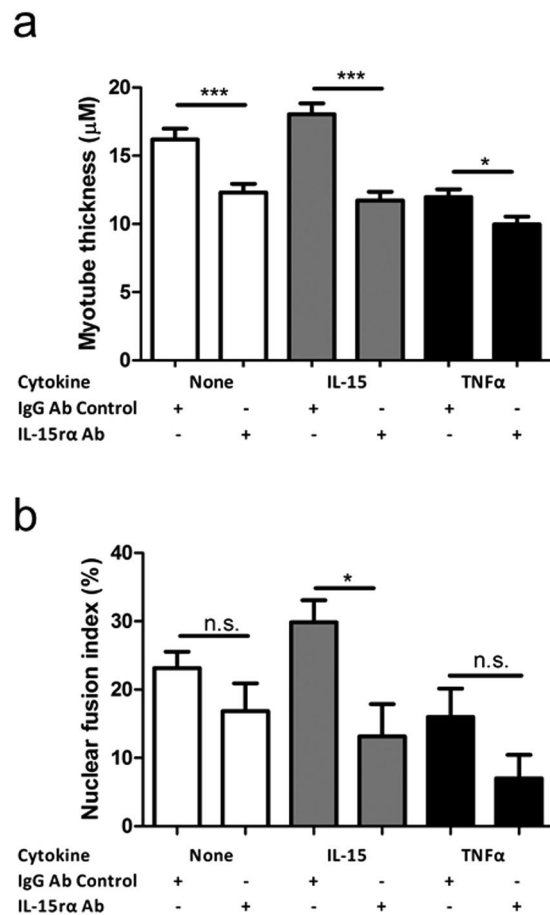 a
Myotube thickness (μM)
20
15
10
5
0
***
***
*
Cytokine None IL-15 TNFα
IgG Ab Control + - + - + -
IL-15rα Ab - + - + - +
b
Nuclear fusion index (%)
40
30
20
10
0
n.s.
*
n.s.
Cytokine None IL-15 TNFα
IgG Ab Control + - + - + -
IL-15rα Ab - + - + - +